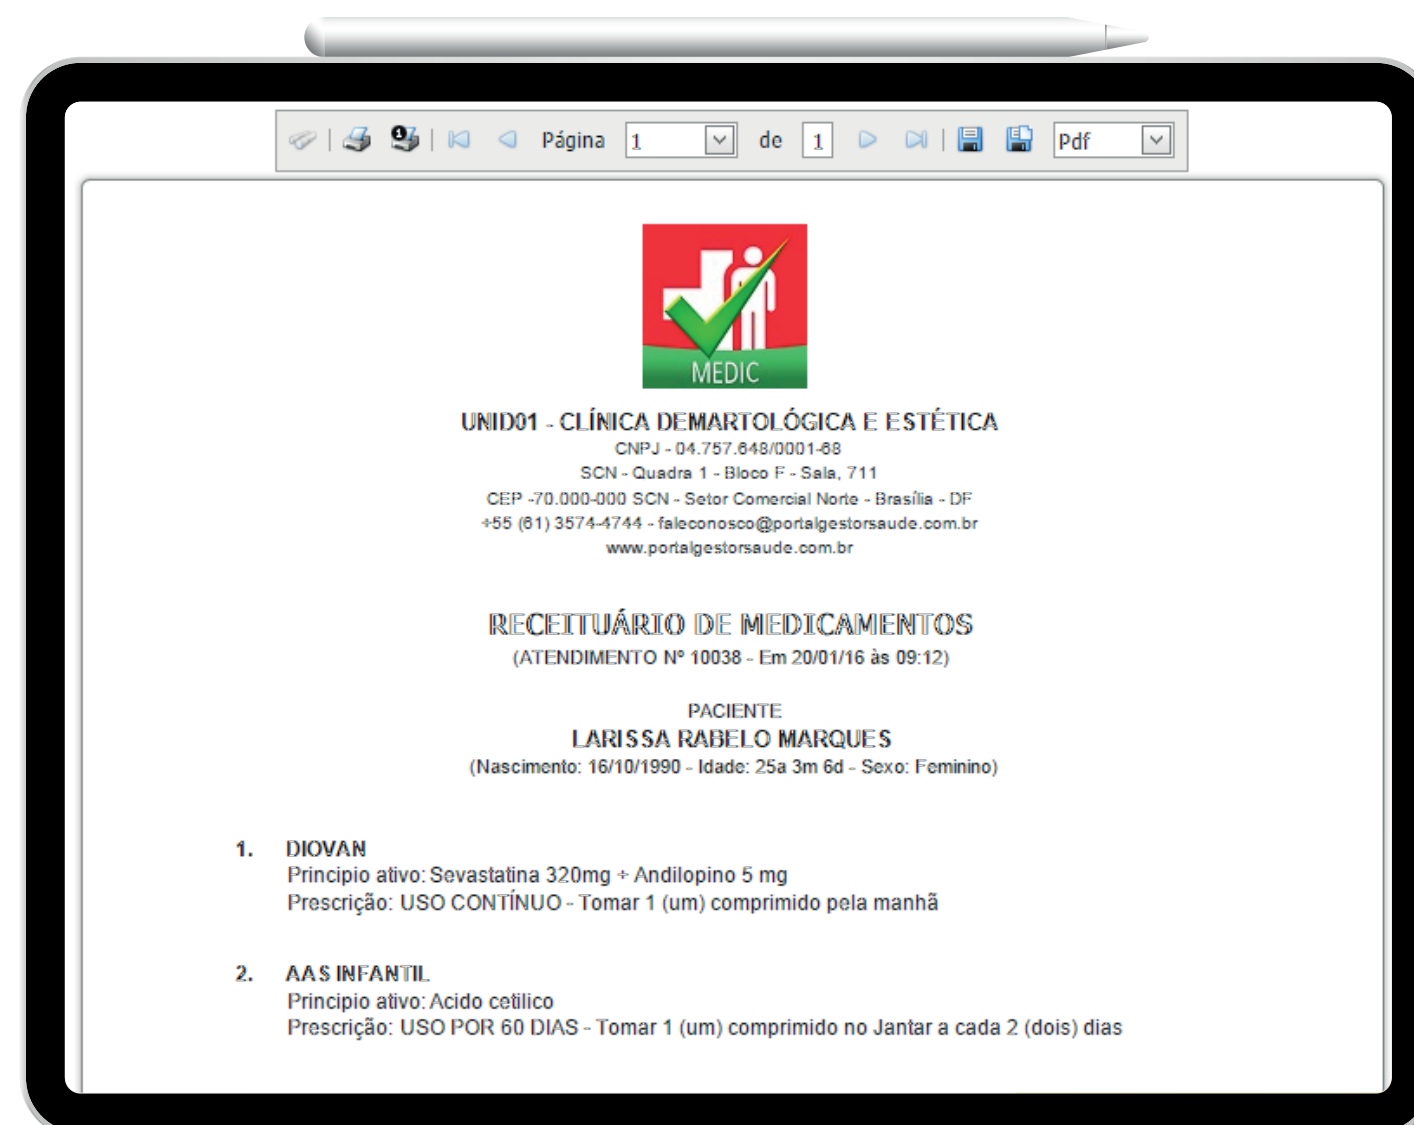 Página 1 de 1 Pdf
MEDIC
UNID01 - CLÍNICA DEMARTOLÓGICA E ESTÉTICA
CNPJ - 04.757.648/0001-68
SCN - Quadra 1 - Bloco F - Sala, 711
CEP -70.000-000 SCN - Setor Comercial Norte - Brasília - DF
+55 (61) 3574-4744 - faleconosco@portalgestorsaude.com.br
www.portalgestorsaude.com.br
RECEITUÁRIO DE MEDICAMENTOS
(ATENDIMENTO Nº 10038 - Em 20/01/16 às 09:12)
PACIENTE
LARISSA RABELO MARQUES
(Nascimento: 16/10/1990 - Idade: 25a 3m 6d - Sexo: Feminino)
1. DIOVAN
Principio ativo: Sevastatina 320mg + Andilopino 5 mg
Prescrição: USO CONTÍNUO - Tomar 1 (um) comprimido pela manhã
2. AAS INFANTIL
Principio ativo: Acido cetilico
Prescrição: USO POR 60 DIAS - Tomar 1 (um) comprimido no Jantar a cada 2 (dois) dias